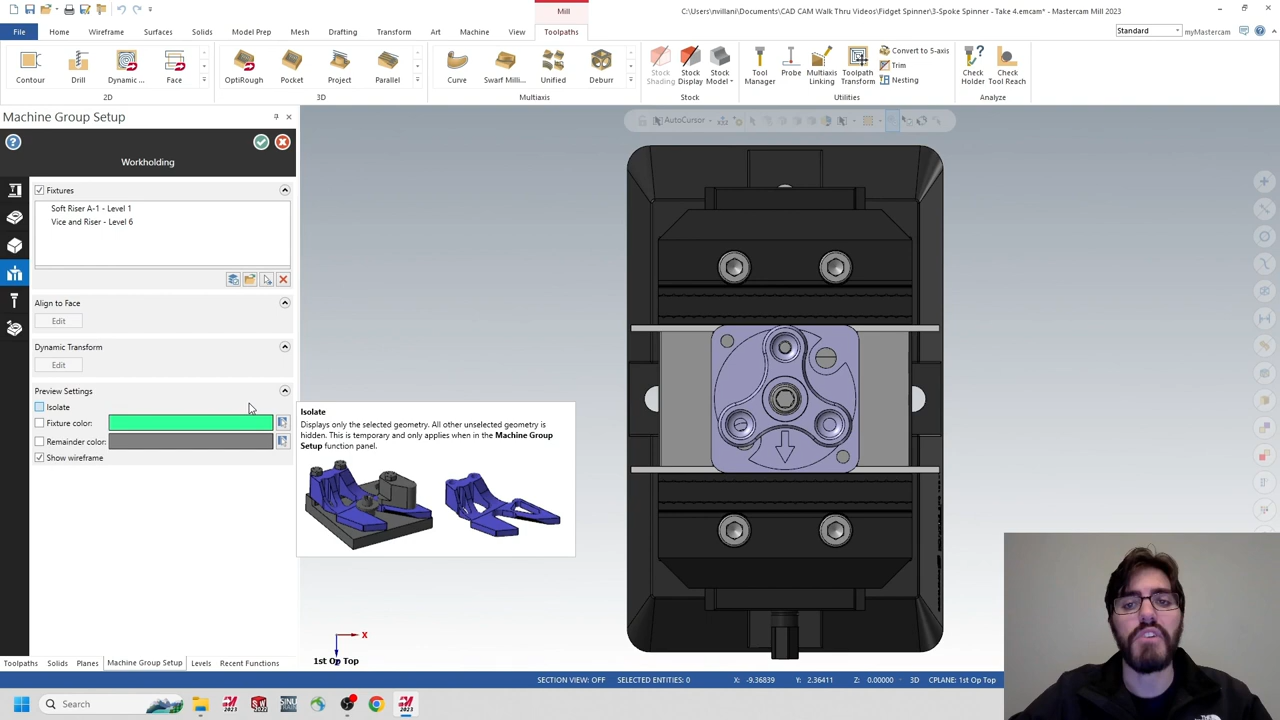 Mill
C:\Users\nvillani\Documents\CAD CAM Walk Thru Videos\Fidget Spinner\3-Spoke Spinner - Take 4.emcam* - Mastercam Mill 2023
File
Home
Wireframe
Surfaces
Solids
Model Prep
Mesh
Drafting
Transform
Art
Machine
View
Toolpaths
Standard
myMastercam
Contour
Drill
Dynamic ...
Face
OptiRough
Pocket
Project
Parallel
Curve
Swarf Milli...
Unified
Deburr
Stock Shading
Stock Display
Stock Model
Tool Manager
Probe
Multiaxis Linking
Toolpath Transform
Convert to 5-axis
Trim
Nesting
Check Holder
Check Tool Reach
2D
3D
Multiaxis
Stock
Utilities
Analyze
Machine Group Setup
AutoCursor
Workholding
Fixtures
Soft Riser A-1 - Level 1
Vice and Riser - Level 6
Align to Face
Edit
Dynamic Transform
Edit
Preview Settings
Isolate
Fixture color:
Remainder color:
Show wireframe
Isolate
Displays only the selected geometry. All other unselected geometry is
hidden. This is temporary and only applies when in the Machine Group
Setup function panel.
X
1st Op Top
Toolpaths
Solids
Planes
Machine Group Setup
Levels
Recent Functions
SECTION VIEW: OFF
SELECTED ENTITIES: 0
X: -9.36839
Y: 2.36411
Z: 0.00000
3D
CPLANE: 1st Op Top
Search